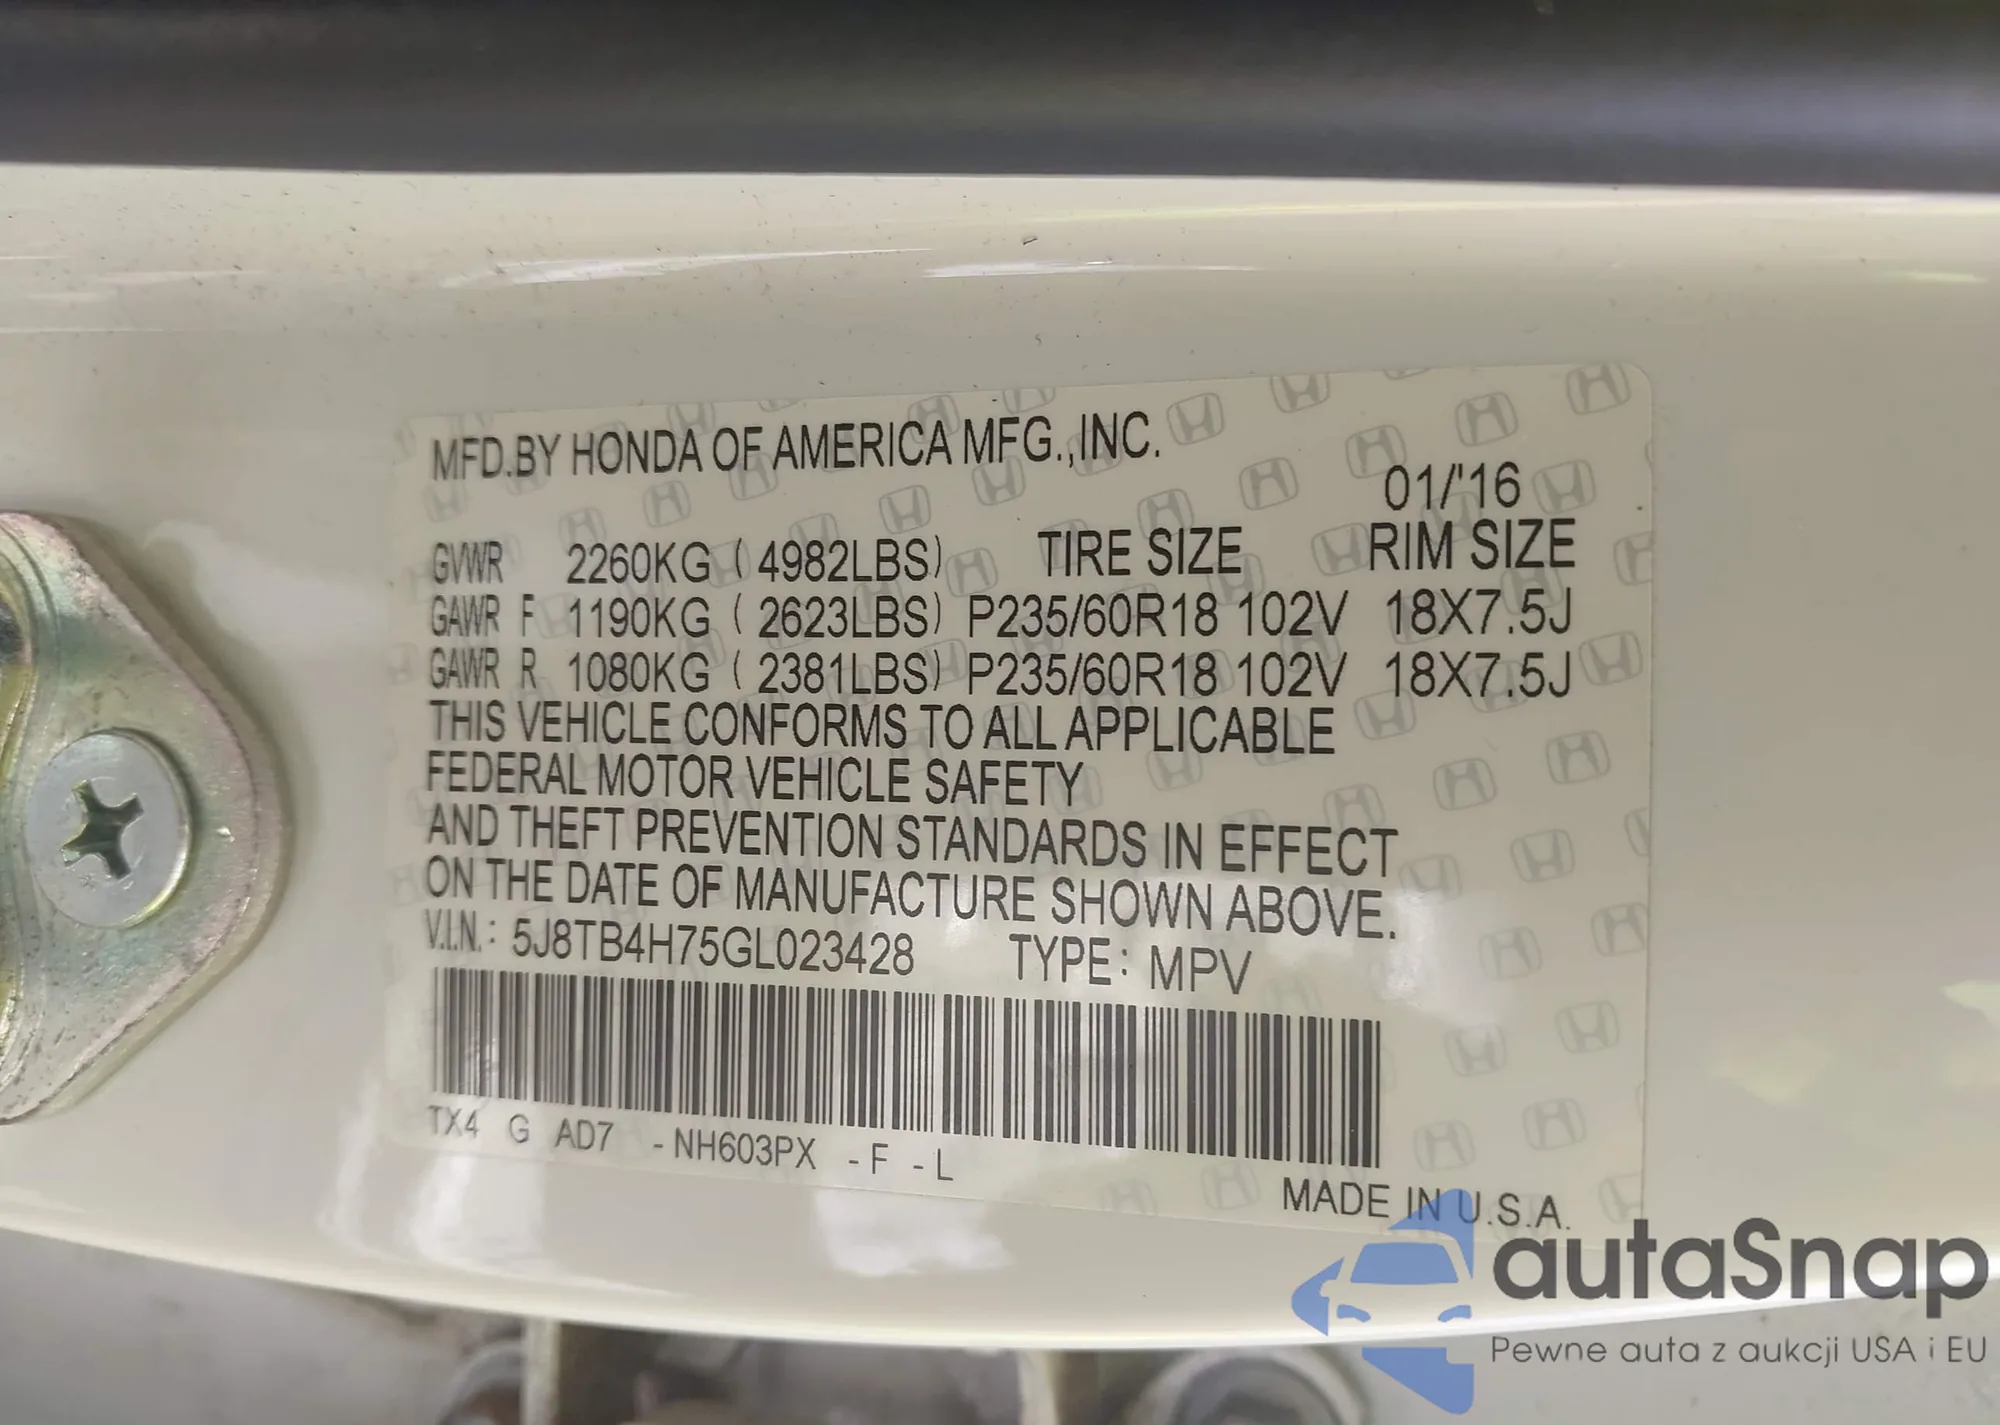 MFD.BY HONDA OF AMERICA MFG.,INC.
01/'16
GVWR 2260KG ( 4982LBS) TIRE SIZE RIM SIZE
GAWR F 1190KG ( 2623LBS) P235/60R18 102V 18X7.5J
GAWR R 1080KG ( 2381LBS) P235/60R18 102V 18X7.5J
THIS VEHICLE CONFORMS TO ALL APPLICABLE
FEDERAL MOTOR VEHICLE SAFETY
AND THEFT PREVENTION STANDARDS IN EFFECT
ON THE DATE OF MANUFACTURE SHOWN ABOVE.
V.I.N.: 5J8TB4H75GL023428 TYPE: MPV
TX4 G AD7 -NH603PX -F -L
MADE IN U.S.A.
autaSnap
Pewne auta z aukcji USA i EU